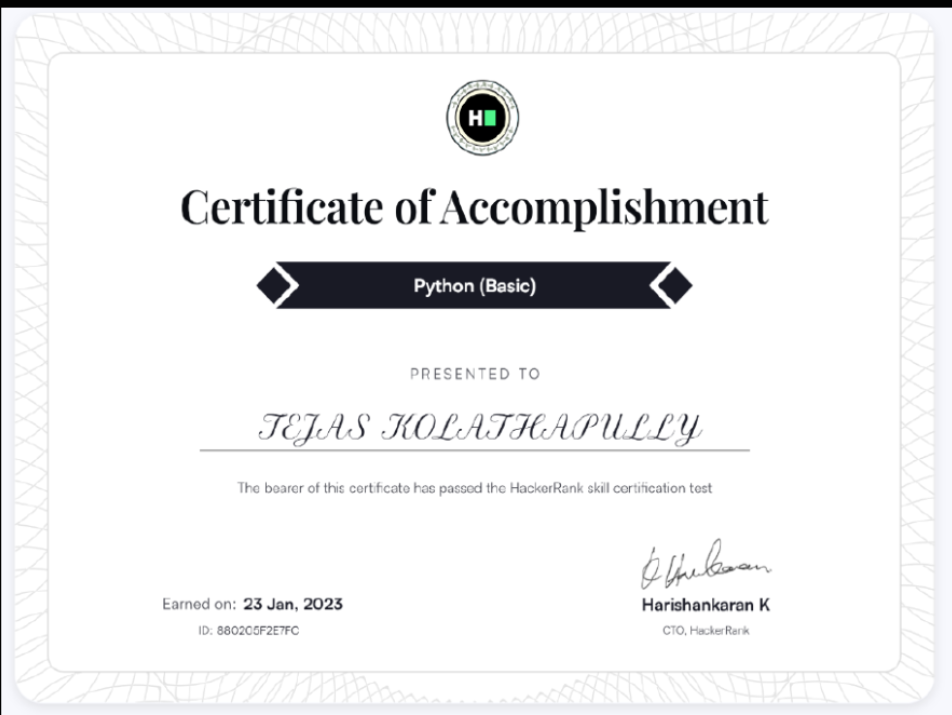 H
Certificate of Accomplishment
Python (Basic)
PRESENTED TO
TEJAS KOLATHAPULLY
The bearer of this certificate has passed the HackerRank skill certification test
Earned on: 23 Jan, 2023
ID: 880205F2E7FC
Harishankaran K
CTO, HackerRank